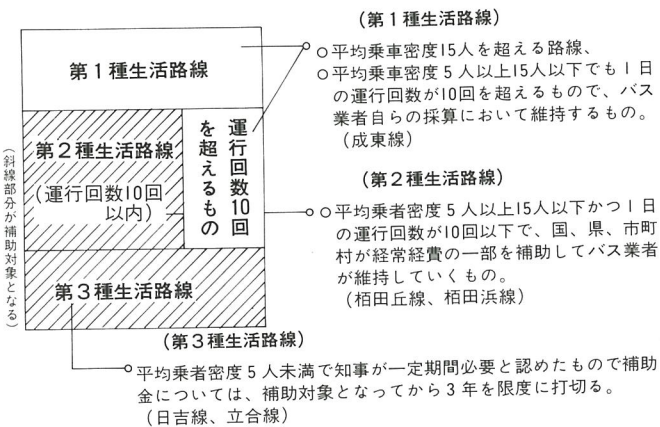 (第1種生活路線)
○平均乗車密度15人を超える路線、
○平均乗車密度5人以上15人以下でも1日
の運行回数が10回を超えるもので、バス
業者自らの採算において維持するもの。
(成東線)
第1種生活路線
第2種生活路線
(運行回数10回
以内)
運行回数10回
を超えるもの
第3種生活路線
(斜線部分が補助対象となる)
(第2種生活路線)
○平均乗者密度5人以上15人以下かつ1日
の運行回数が10回以下で、国、県、市町
村が経常経費の一部を補助してバス業者
が維持していくもの。
(栢田丘線、栢田浜線)
(第3種生活路線)
平均乗者密度5人未満で知事が一定期間必要と認めたもので補助
金については、補助対象となってから3年を限度に打切る。
(日吉線、立合線)